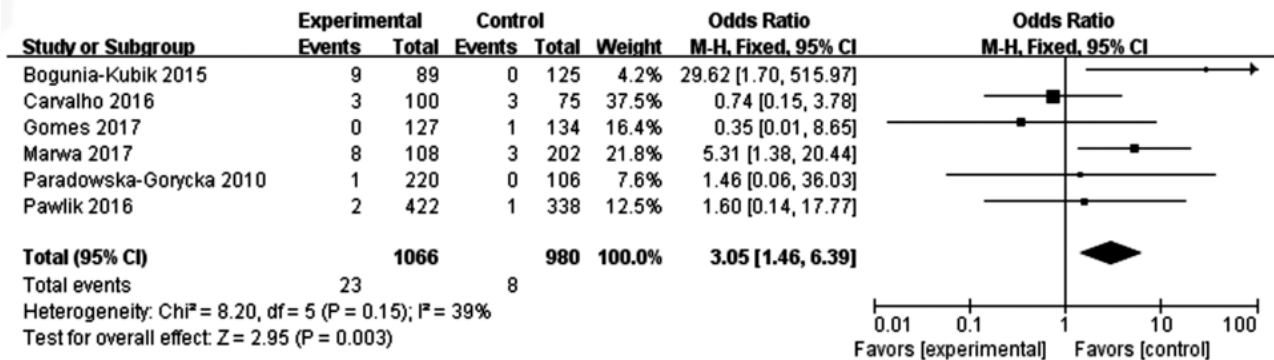 Experimental Control Odds Ratio Odds Ratio
Study or Subgroup Events Total Events Total Weight M-H, Fixed, 95% CI M-H, Fixed, 95% CI
Bogunia-Kubik 2015 9 89 0 125 4.2% 29.62 [1.70, 515.97]
Carvalho 2016 3 100 3 75 37.5% 0.74 [0.15, 3.78]
Gomes 2017 0 127 1 134 16.4% 0.35 [0.01, 8.65]
Marwa 2017 8 108 3 202 21.8% 5.31 [1.38, 20.44]
Paradowska-Gorycka 2010 1 220 0 106 7.6% 1.46 [0.06, 36.03]
Pawlik 2016 2 422 1 338 12.5% 1.60 [0.14, 17.77]
Total (95% CI) 1066 980 100.0% 3.05 [1.46, 6.39]
Total events 23 8
Heterogeneity: Chi² = 8.20, df = 5 (P = 0.15); I² = 39%
Test for overall effect: Z = 2.95 (P = 0.003)
0.01 0.1 1 10 100
Favors [experimental] Favors [control]